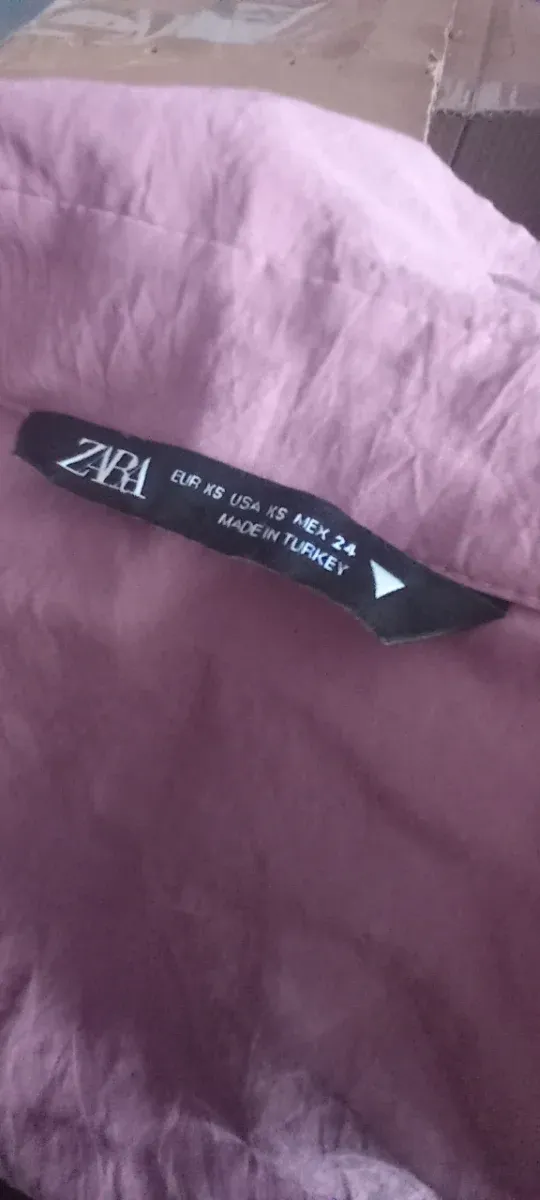 ZARA
EUR XS USA XS MEX 24
MADE IN TURKEY